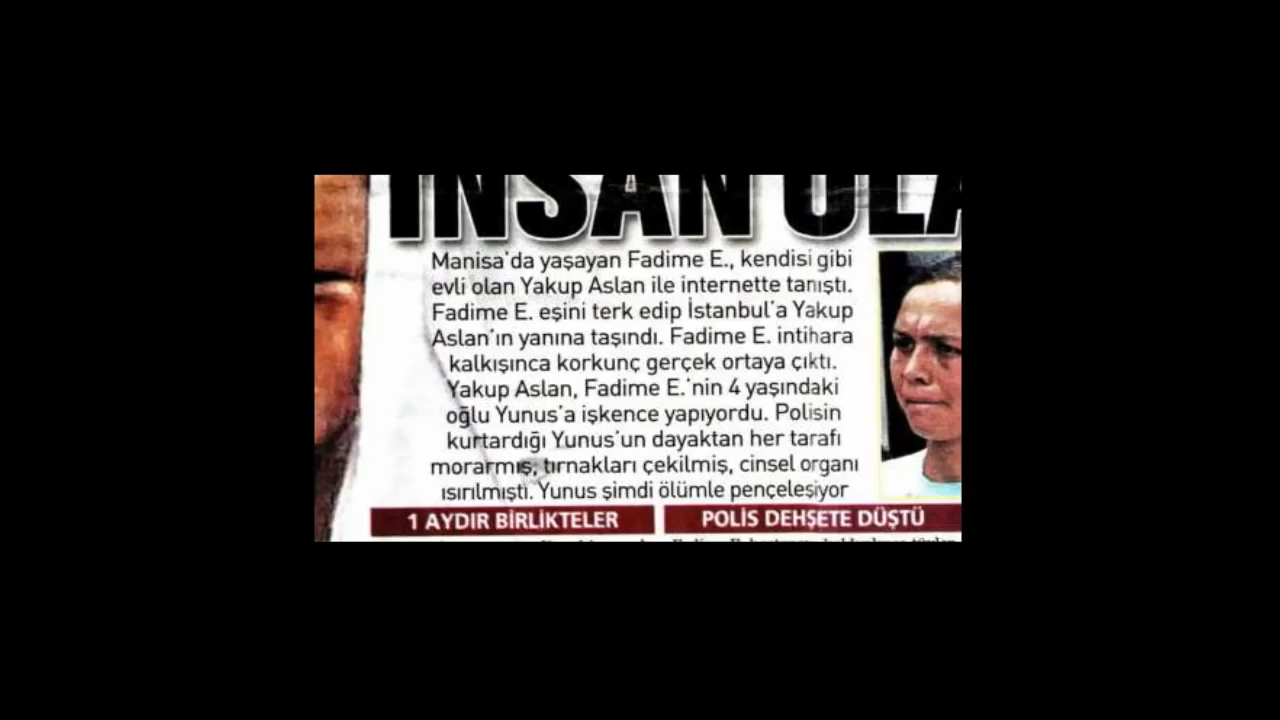 İNSAN OLA
Manisa'da yaşayan Fadime E., kendisi gibi
evli olan Yakup Aslan ile internette tanıştı.
Fadime E. eşini terk edip İstanbul'a Yakup
Aslan'ın yanına taşındı. Fadime E. intihara
kalkışınca korkunç gerçek ortaya çıktı.
Yakup Aslan, Fadime E.'nin 4 yaşındaki
oğlu Yunus'a işkence yapıyordu. Polisin
kurtardığı Yunus'un dayaktan her tarafı
morarmış, tırnakları çekilmiş, cinsel organı
ısırılmıştı. Yunus şimdi ölümle pençeleşiyor
1 AYDIR BİRLİKTELER
POLİS DEHŞETE DÜŞTÜ